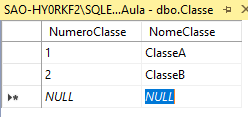 SAO-HY0RKF2\SQLE...Aula - dbo.Classe
NumeroClasse NomeClasse
1 ClasseA
2 ClasseB
NULL NULL